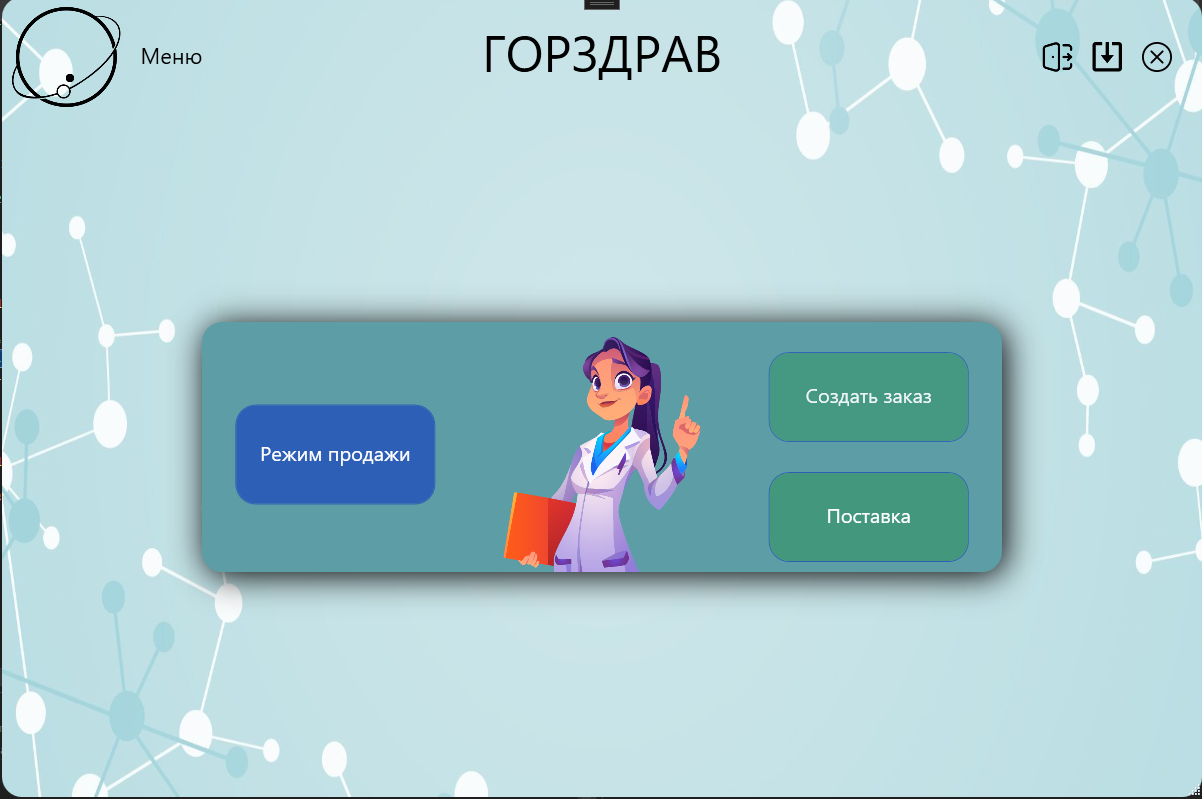 Меню
ГОРЗДРАВ
Режим продажи
Создать заказ
Поставка